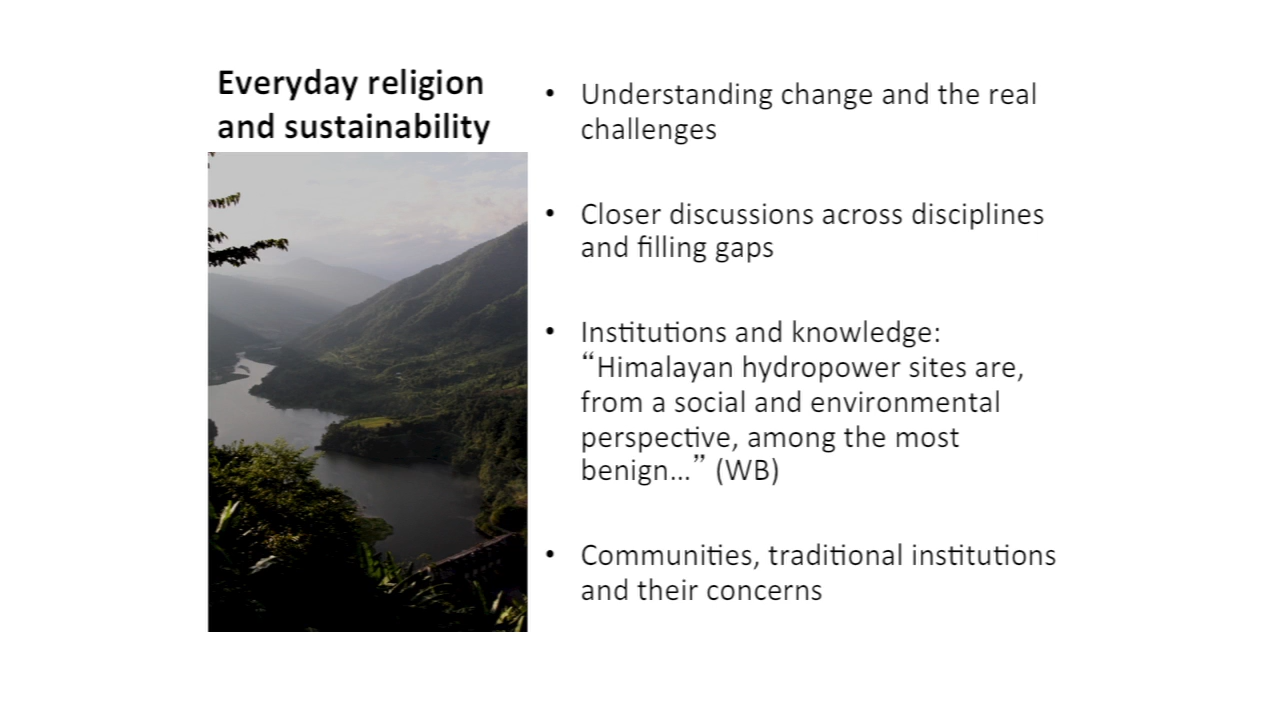 Everyday religion
and sustainability
• Understanding change and the real
challenges
• Closer discussions across disciplines
and filling gaps
• Institutions and knowledge:
“Himalayan hydropower sites are,
from a social and environmental
perspective, among the most
benign…” (WB)
• Communities, traditional institutions
and their concerns